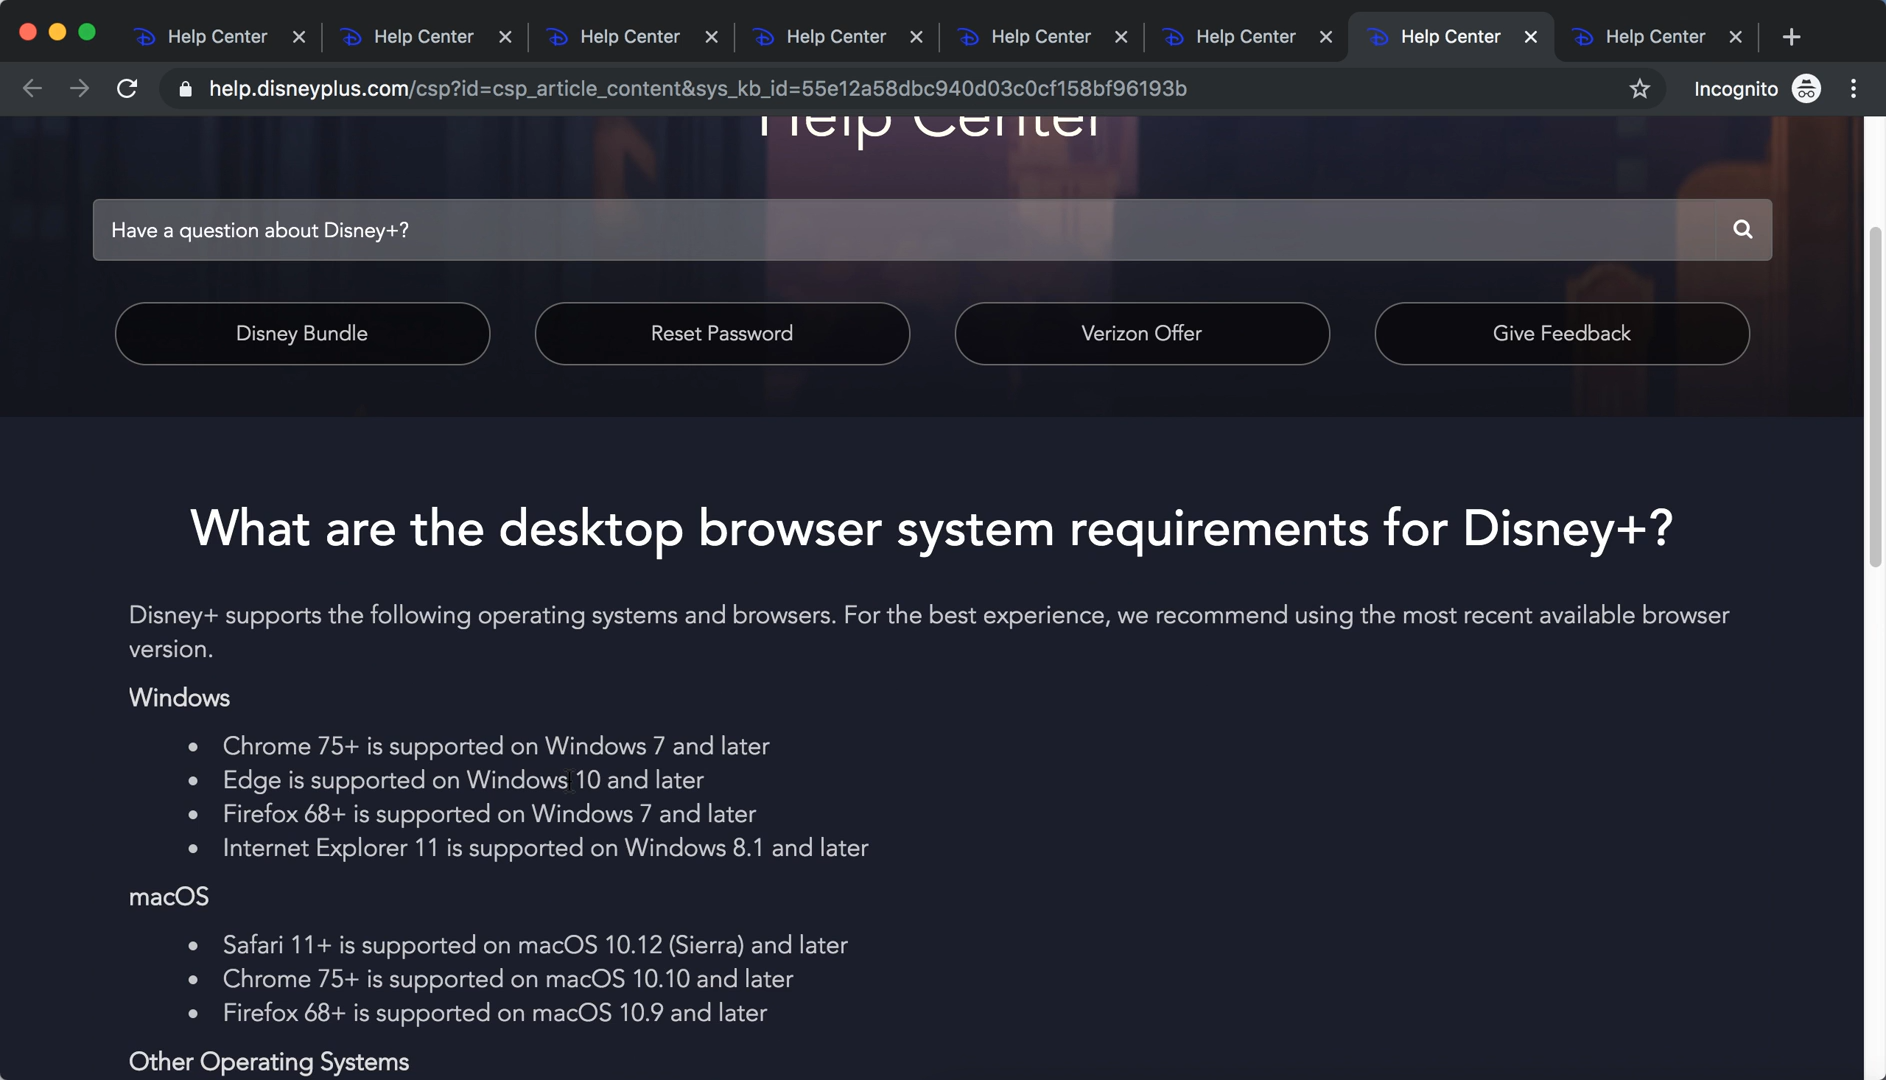 Help Center
Help Center
Help Center
Help Center
Help Center
Help Center
Help Center
Help Center
help.disneyplus.com/csp?id=csp_article_content&sys_kb_id=55e12a58dbc940d03c0cf158bf96193b
Incognito
Help Center
Have a question about Disney+?
Disney Bundle
Reset Password
Verizon Offer
Give Feedback
What are the desktop browser system requirements for Disney+?
Disney+ supports the following operating systems and browsers. For the best experience, we recommend using the most recent available browser
version.
Windows
• Chrome 75+ is supported on Windows 7 and later
• Edge is supported on Windows 10 and later
• Firefox 68+ is supported on Windows 7 and later
• Internet Explorer 11 is supported on Windows 8.1 and later
macOS
• Safari 11+ is supported on macOS 10.12 (Sierra) and later
• Chrome 75+ is supported on macOS 10.10 and later
• Firefox 68+ is supported on macOS 10.9 and later
Other Operating Systems